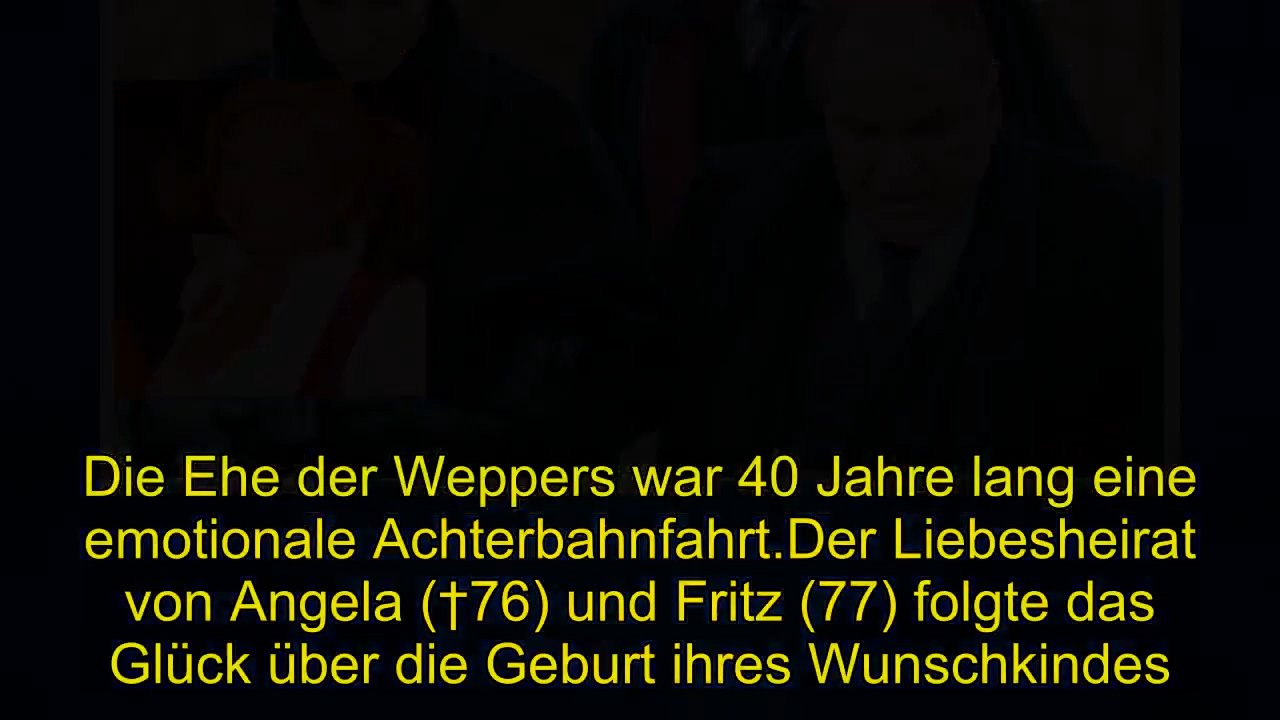 Die Ehe der Weppers war 40 Jahre lang eine
emotionale Achterbahnfahrt.Der Liebesheirat
von Angela (†76) und Fritz (77) folgte das
Glück über die Geburt ihres Wunschkindes